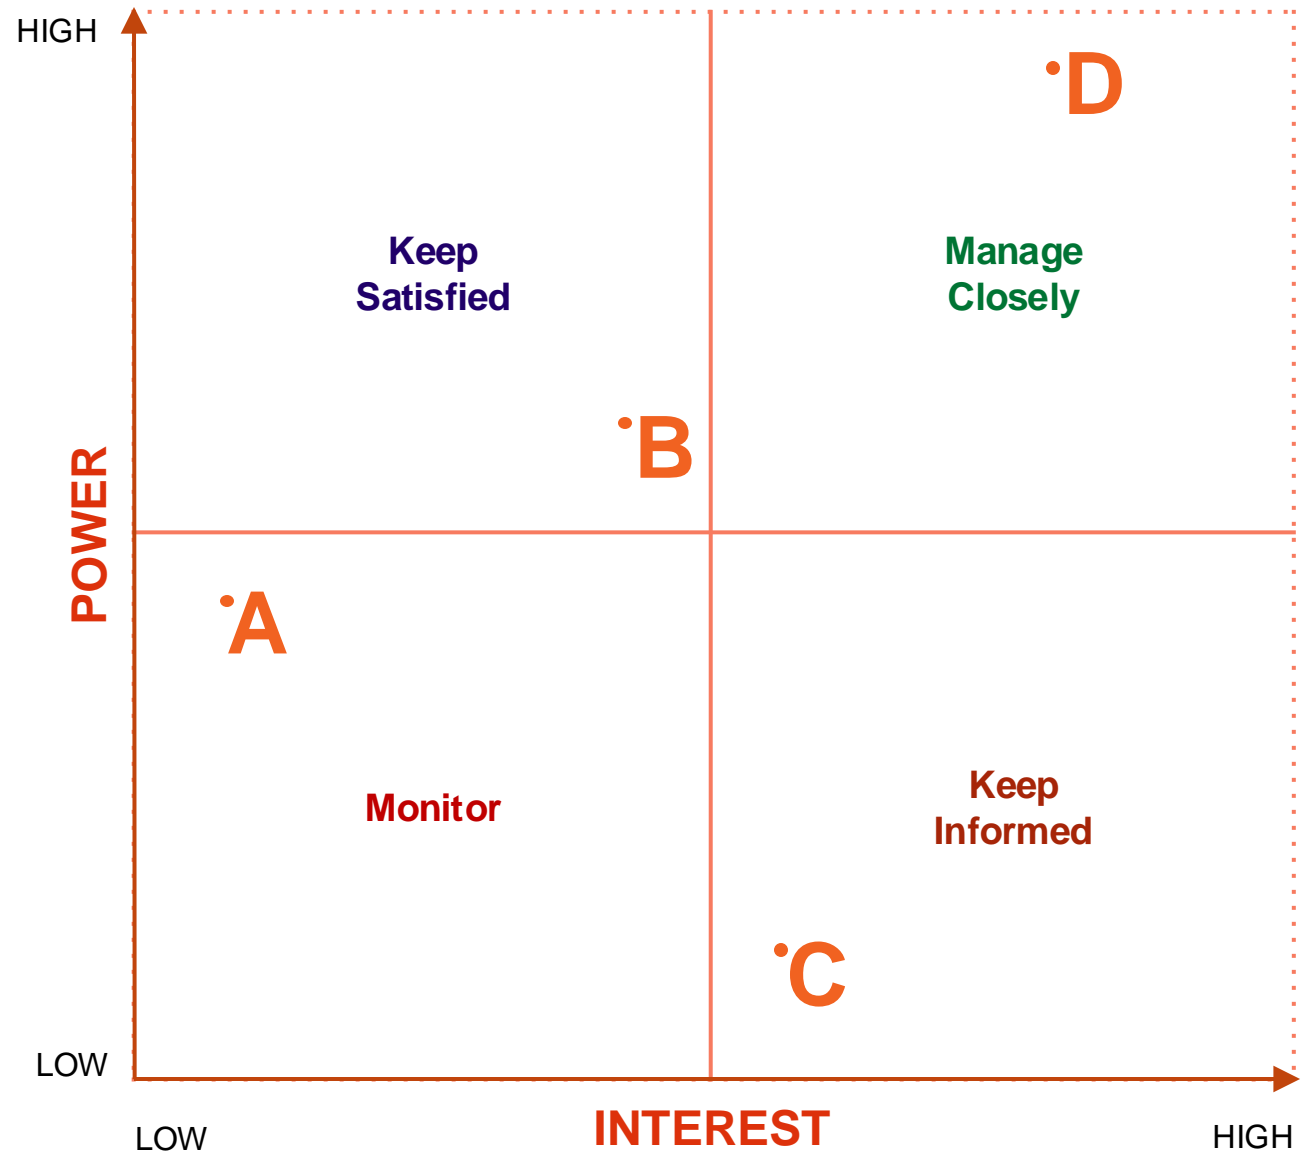 HIGH
D
Keep
Satisfied
Manage
Closely
B
POWER
A
Monitor
Keep
Informed
C
LOW
LOW
INTEREST
HIGH